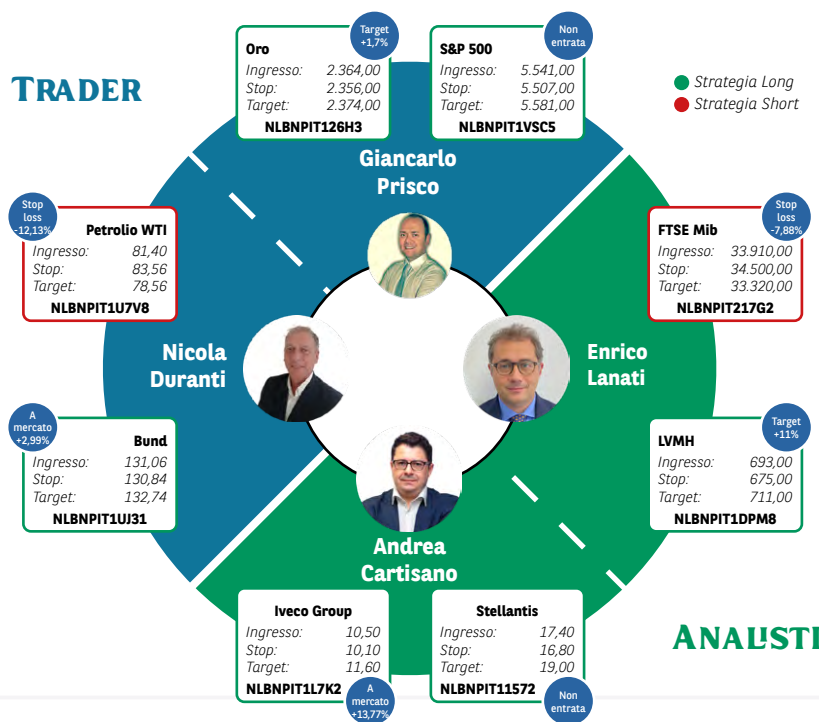 TRADER
Target
+1,7%
Oro
Ingresso: 2.364,00
Stop: 2.356,00
Target: 2.374,00
NLBNPIT126H3
Non
entrata
S&P 500
Ingresso: 5.541,00
Stop: 5.507,00
Target: 5.581,00
NLBNPIT1VSC5
Strategia Long
Strategia Short
Giancarlo
Prisco
Stop
loss
-12,13%
Petrolio WTI
Ingresso: 81,40
Stop: 83,56
Target: 78,56
NLBNPIT1U7V8
Stop
loss
-7,88%
FTSE Mib
Ingresso: 33.910,00
Stop: 34.500,00
Target: 33.320,00
NLBNPIT217G2
Nicola
Duranti
Enrico
Lanati
A
mercato
+2,99%
Bund
Ingresso: 131,06
Stop: 130,84
Target: 132,74
NLBNPIT1UJ31
Target
+11%
LVMH
Ingresso: 693,00
Stop: 675,00
Target: 711,00
NLBNPIT1DPM8
Andrea
Cartisano
Iveco Group
Ingresso: 10,50
Stop: 10,10
Target: 11,60
NLBNPIT1L7K2
A
mercato
+13,77%
Stellantis
Ingresso: 17,40
Stop: 16,80
Target: 19,00
NLBNPIT11572
Non
entrata
ANALISTI